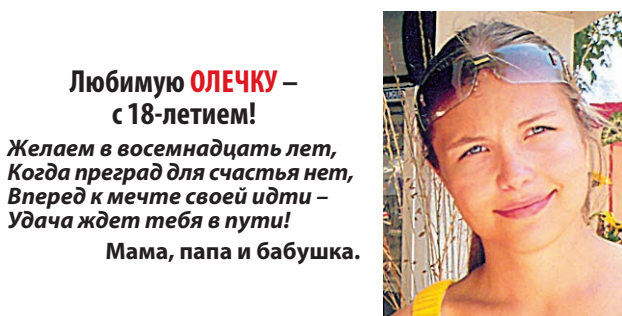 Любимую ОЛЕЧКУ –
с 18-летием!
Желаем в восемнадцать лет,
Когда преград для счастья нет,
Вперед к мечте своей идти –
Удача ждет тебя в пути!
Мама, папа и бабушка.